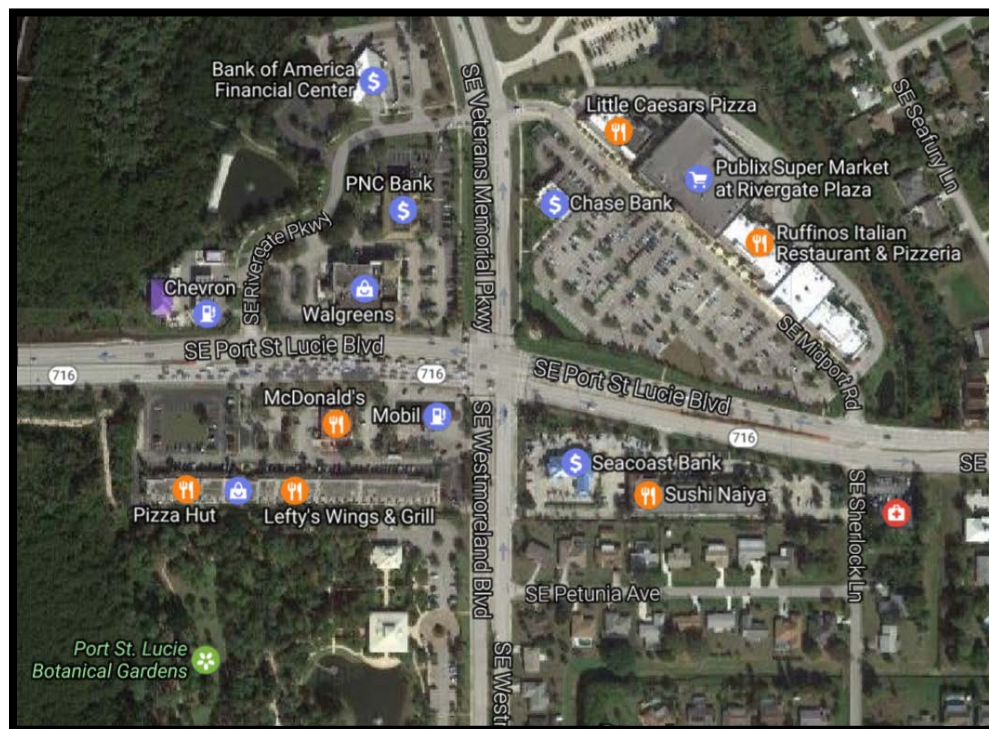 Bank of America
Financial Center
SE Veterans Memorial Pkwy
Little Caesars Pizza
SE Seafury Ln
PNC Bank
Publix Super Market
at Rivergate Plaza
Chase Bank
SE Rivergate Pkwy
Ruffinos Italian
Restaurant & Pizzeria
Chevron
Walgreens
SE Port St Lucie Blvd
SE Midport Rd
716
716
SE Port St Lucie Blvd
McDonald's
Mobil
716
SE
Seacoast Bank
Sushi Naiya
Pizza Hut
Lefty's Wings & Grill
SE Westmoreland Blvd
SE Sherlock Ln
SE Petunia Ave
Port St. Lucie
Botanical Gardens